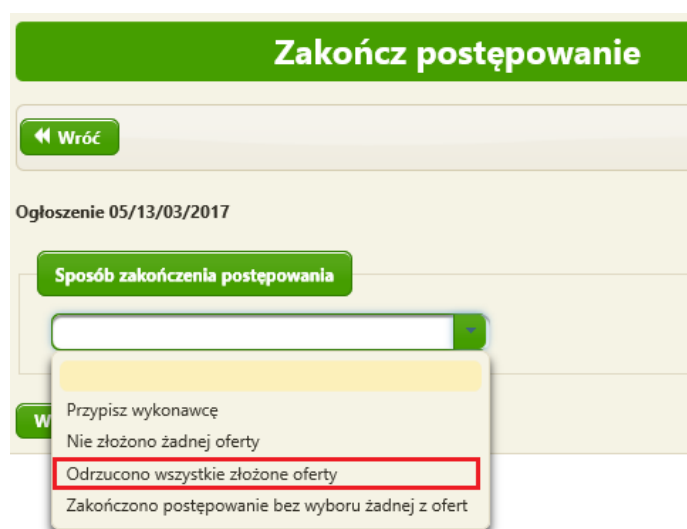 Zakończ postępowanie
Wróć
Ogłoszenie 05/13/03/2017
Sposób zakończenia postępowania
Przypisz wykonawcę
Nie złożono żadnej oferty
Odrzucono wszystkie złożone oferty
Zakończono postępowanie bez wyboru żadnej z ofert